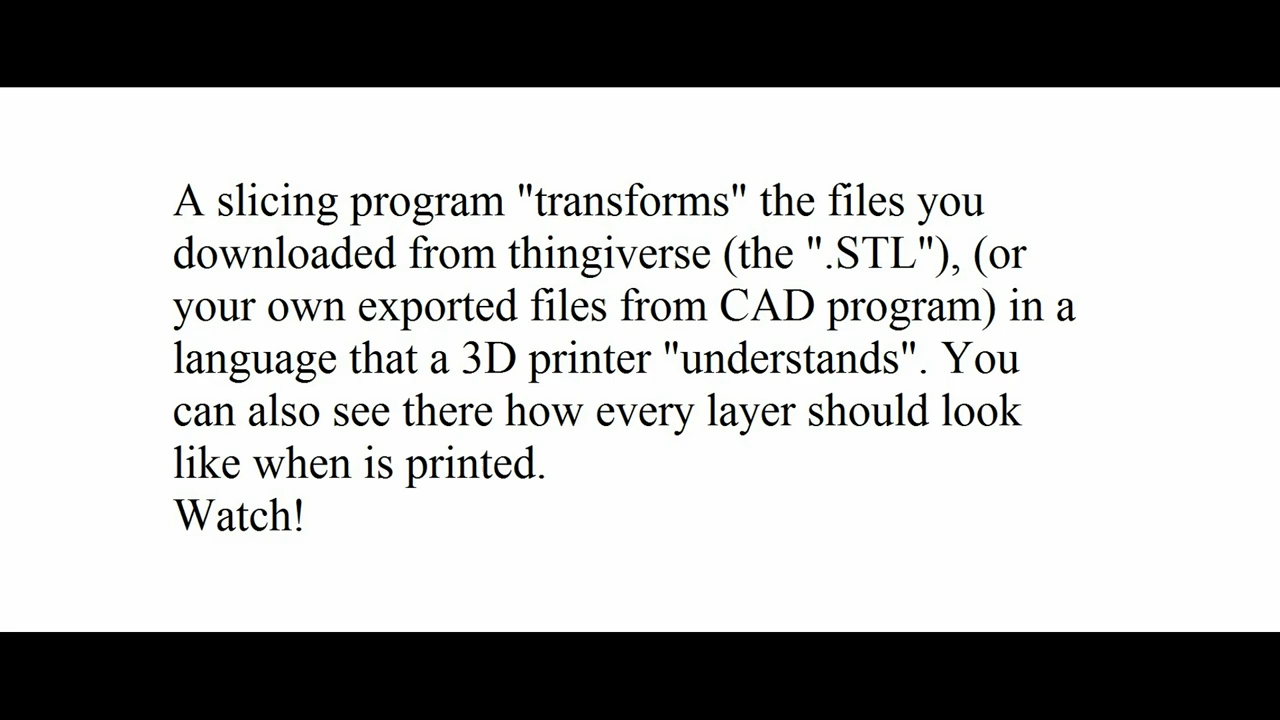 A slicing program "transforms" the files you
downloaded from thingiverse (the ".STL"), (or
your own exported files from CAD program) in a
language that a 3D printer "understands". You
can also see there how every layer should look
like when is printed.
Watch!